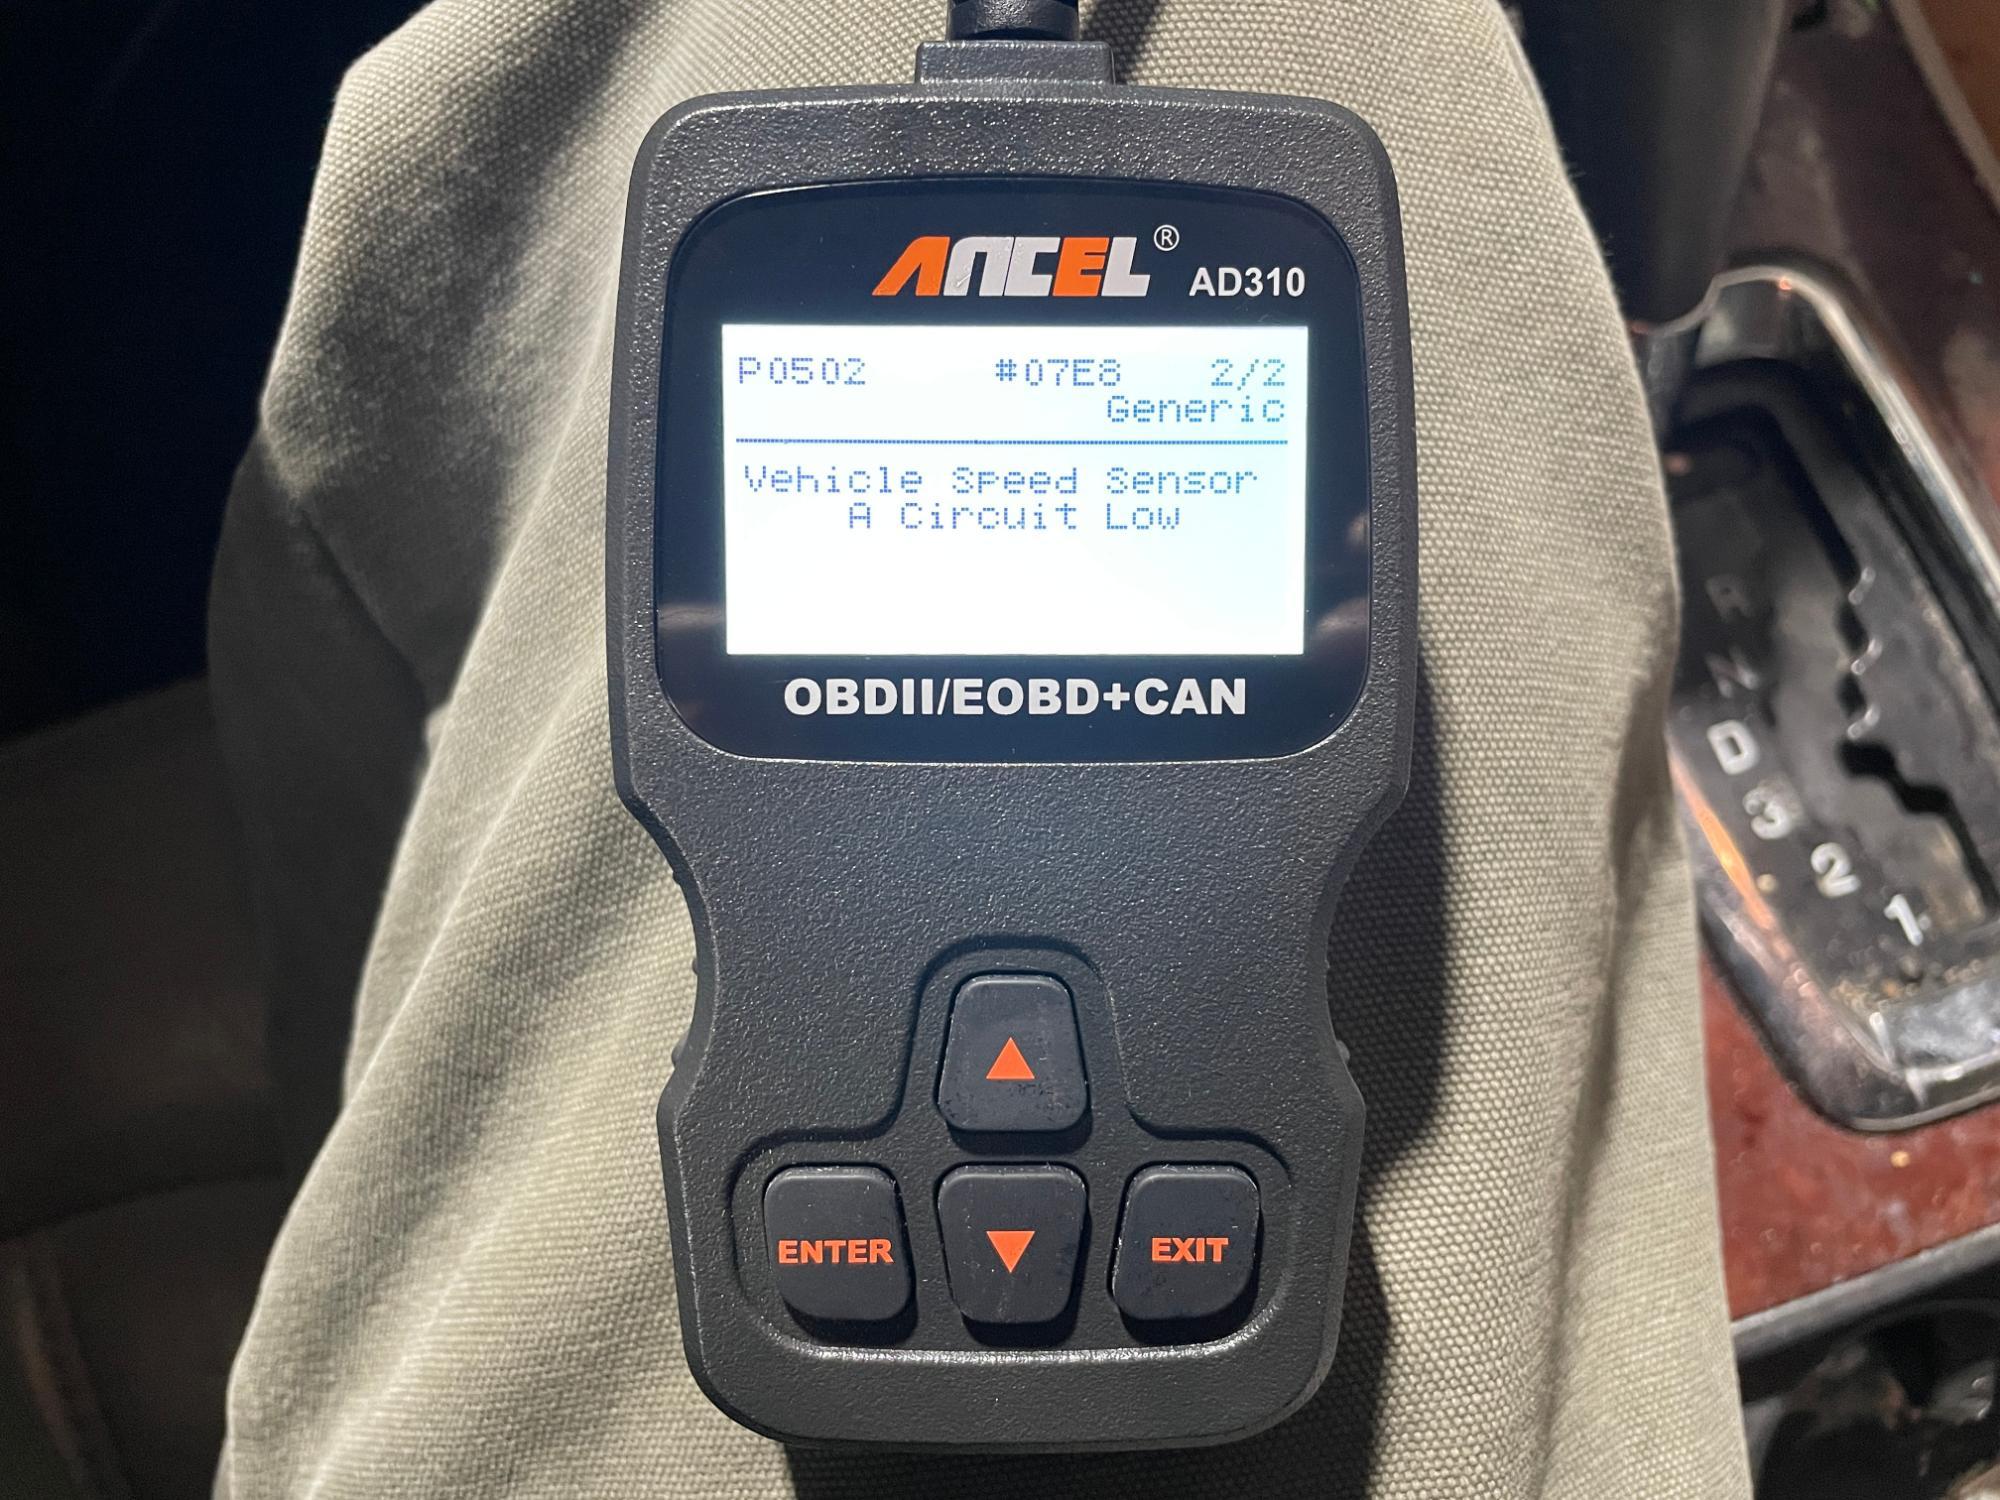 ANCEL® AD310
P0502 #07E8 2/2
Generic
Vehicle Speed Sensor
A Circuit Low
OBDII/EOBD+CAN
ENTER
EXIT
R
N
D
3
2
1